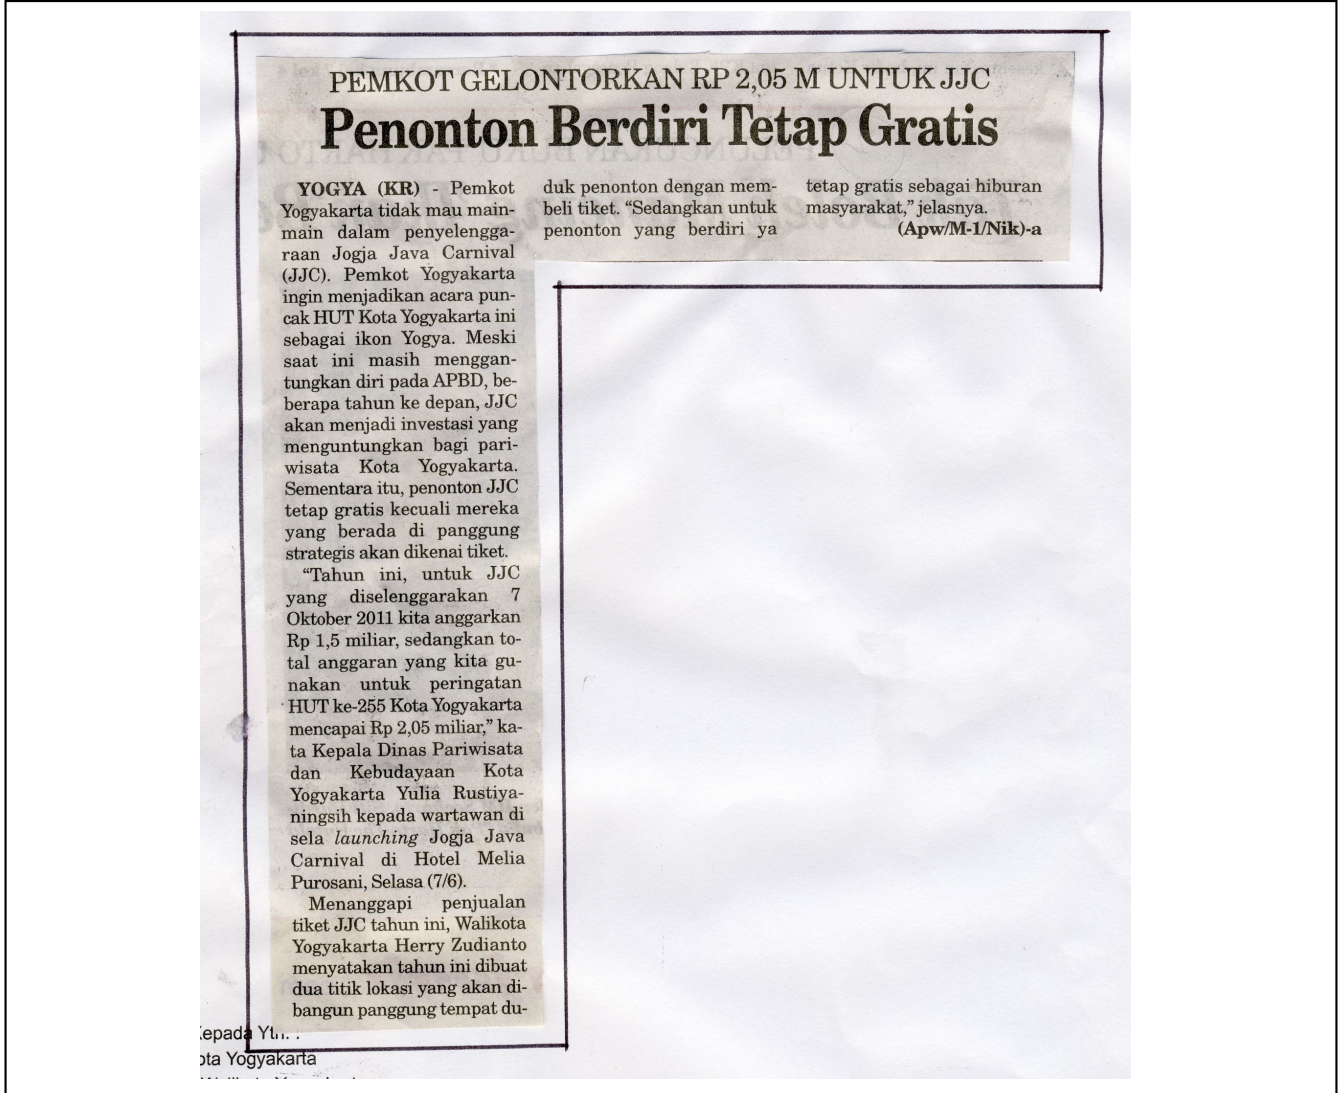 PEMKOT GELONTORKAN RP 2,05 M UNTUK JJC
Penonton Berdiri Tetap Gratis
YOGYA (KR) - Pemkot
Yogyakarta tidak mau main-
main dalam penyelengga-
raan Jogja Java Carnival
(JJC). Pemkot Yogyakarta
ingin menjadikan acara pun-
cak HUT Kota Yogyakarta ini
sebagai ikon Yogya. Meski
saat ini masih menggan-
tungkan diri pada APBD, be-
berapa tahun ke depan, JJC
akan menjadi investasi yang
menguntungkan bagi pari-
wisata Kota Yogyakarta.
Sementara itu, penonton JJC
tetap gratis kecuali mereka
yang berada di panggung
strategis akan dikenai tiket.
“Tahun ini, untuk JJC
yang diselenggarakan 7
Oktober 2011 kita anggarkan
Rp 1,5 miliar, sedangkan to-
tal anggaran yang kita gu-
nakan untuk peringatan
HUT ke-255 Kota Yogyakarta
mencapai Rp 2,05 miliar,” ka-
ta Kepala Dinas Pariwisata
dan Kebudayaan Kota
Yogyakarta Yulia Rustiya-
ningsih kepada wartawan di
sela launching Jogja Java
Carnival di Hotel Melia
Purosani, Selasa (7/6).
Menanggapi penjualan
tiket JJC tahun ini, Walikota
Yogyakarta Herry Zudianto
menyatakan tahun ini dibuat
dua titik lokasi yang akan di-
bangun panggung tempat du-
duk penonton dengan mem-
beli tiket. “Sedangkan untuk
penonton yang berdiri ya
tetap gratis sebagai hiburan
masyarakat,” jelasnya.
(Apw/M-1/Nik)-a
epada Yth. :
ota Yogyakarta